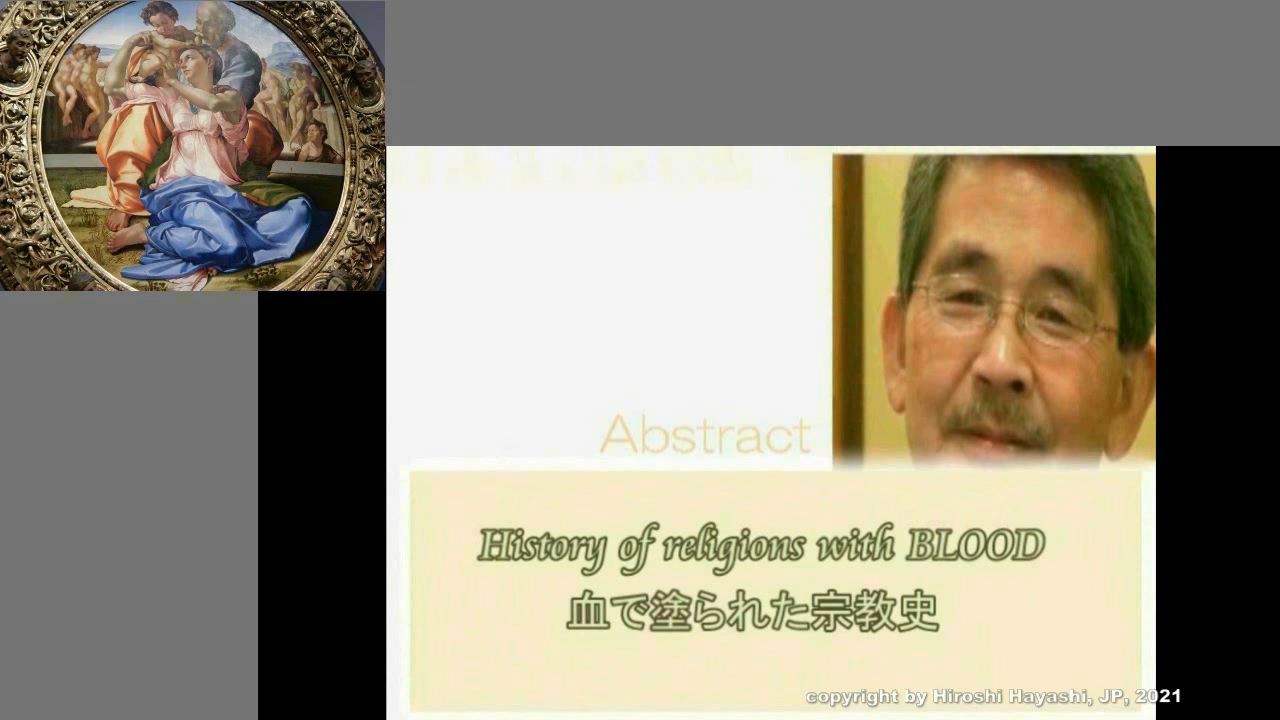 Abstract
History of religions with BLOOD
血で塗られた宗教史
copyright by Hiroshi Hayashi, JP, 2021